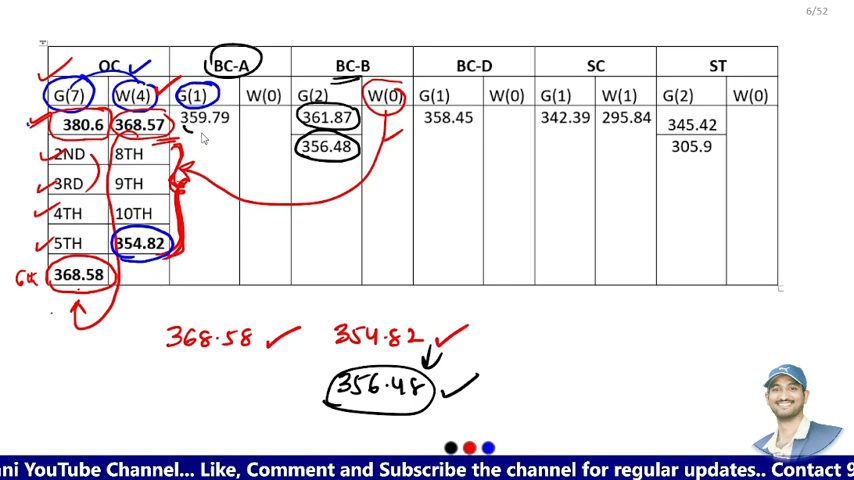 6/52
OC BC-A BC-B BC-D SC ST
G(7) W(4) G(1) W(0) G(2) W(0) G(1) W(0) G(1) W(1) G(2) W(0)
380.6 368.57 359.79 361.87 358.45 342.39 295.84 345.42
2ND 8TH 356.48 305.9
3RD 9TH
4TH 10TH
5TH 354.82
6th 368.58
368.58 354.82
356.48
ni YouTube Channel... Like, Comment and Subscribe the channel for regular updates.. Contact 9